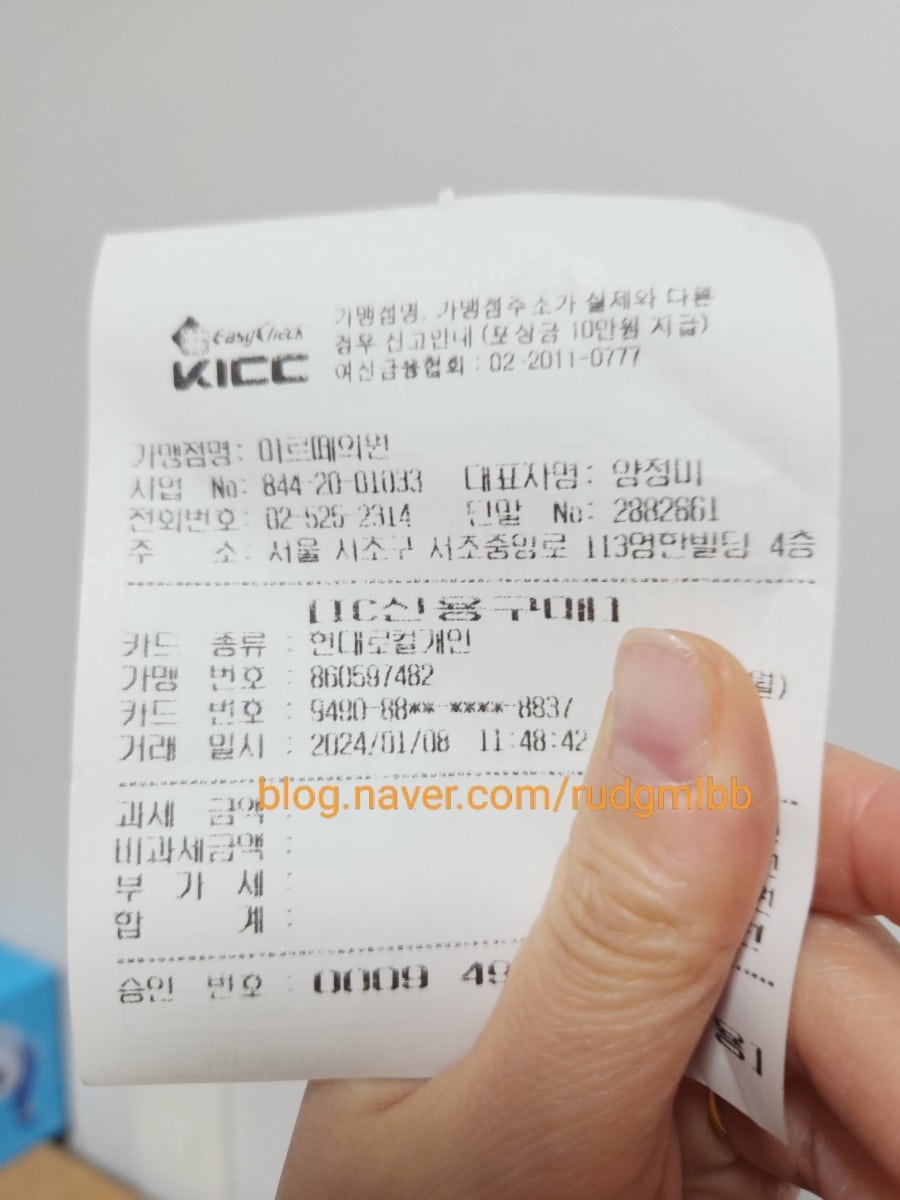 EasyCheck
KICC
가맹점명, 가맹점주소가 실제와 다른
경우 신고안내 (포상금 10만원 지급)
여신금융협회 : 02-2011-0777
가맹점명: 아르떼의원
사업 No: 844-20-01033 대표자명: 양정미
전화번호: 02-525-2314 단말 No: 2882661
주 소: 서울 서초구 서초중앙로 113영한빌딩 4층
[IC신용구매]
카드 종류 : 현대로컬개인
가맹 번호 : 860597482
월)
카드 번호 : 9490-88**-****-8837
거래 일시 : 2024/01/08 11:48:42
blog.naver.com/rudgmlbb
과세 금액 :
비과세금액 :
부 가 세 :
합 계 :
원
승인 번호 : 0009 49
용]